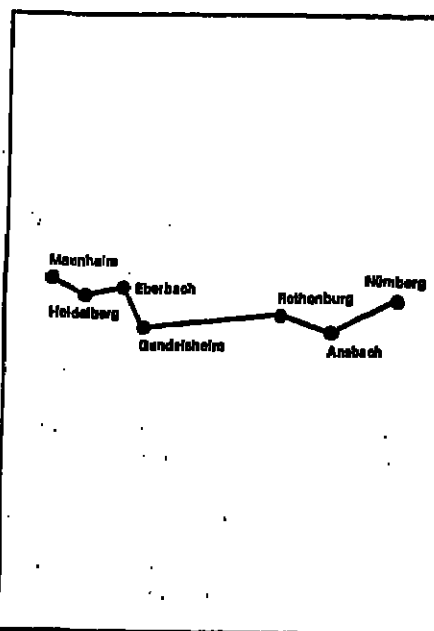 Mannheim
Nürnberg
Eberbach
Rothenburg
Heidelberg
Gundelsheim
Ansbach